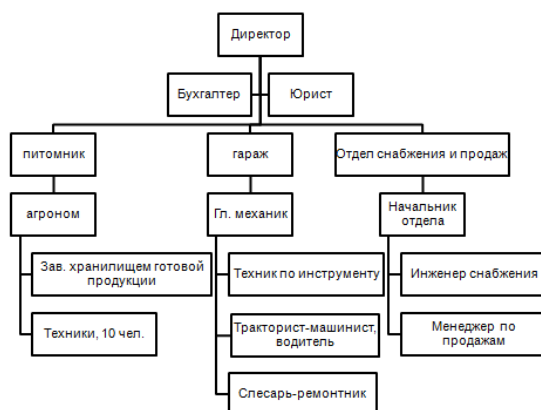 Директор
Бухгалтер
Юрист
питомник
гараж
Отдел снабжения и продаж
агроном
Гл. механик
Начальник
отдела
Зав. хранилищем готовой
продукции
Техник по инструменту
Инженер снабжения
Техники, 10 чел.
Тракторист-машинист,
водитель
Менеджер по
продажам
Слесарь-ремонтник